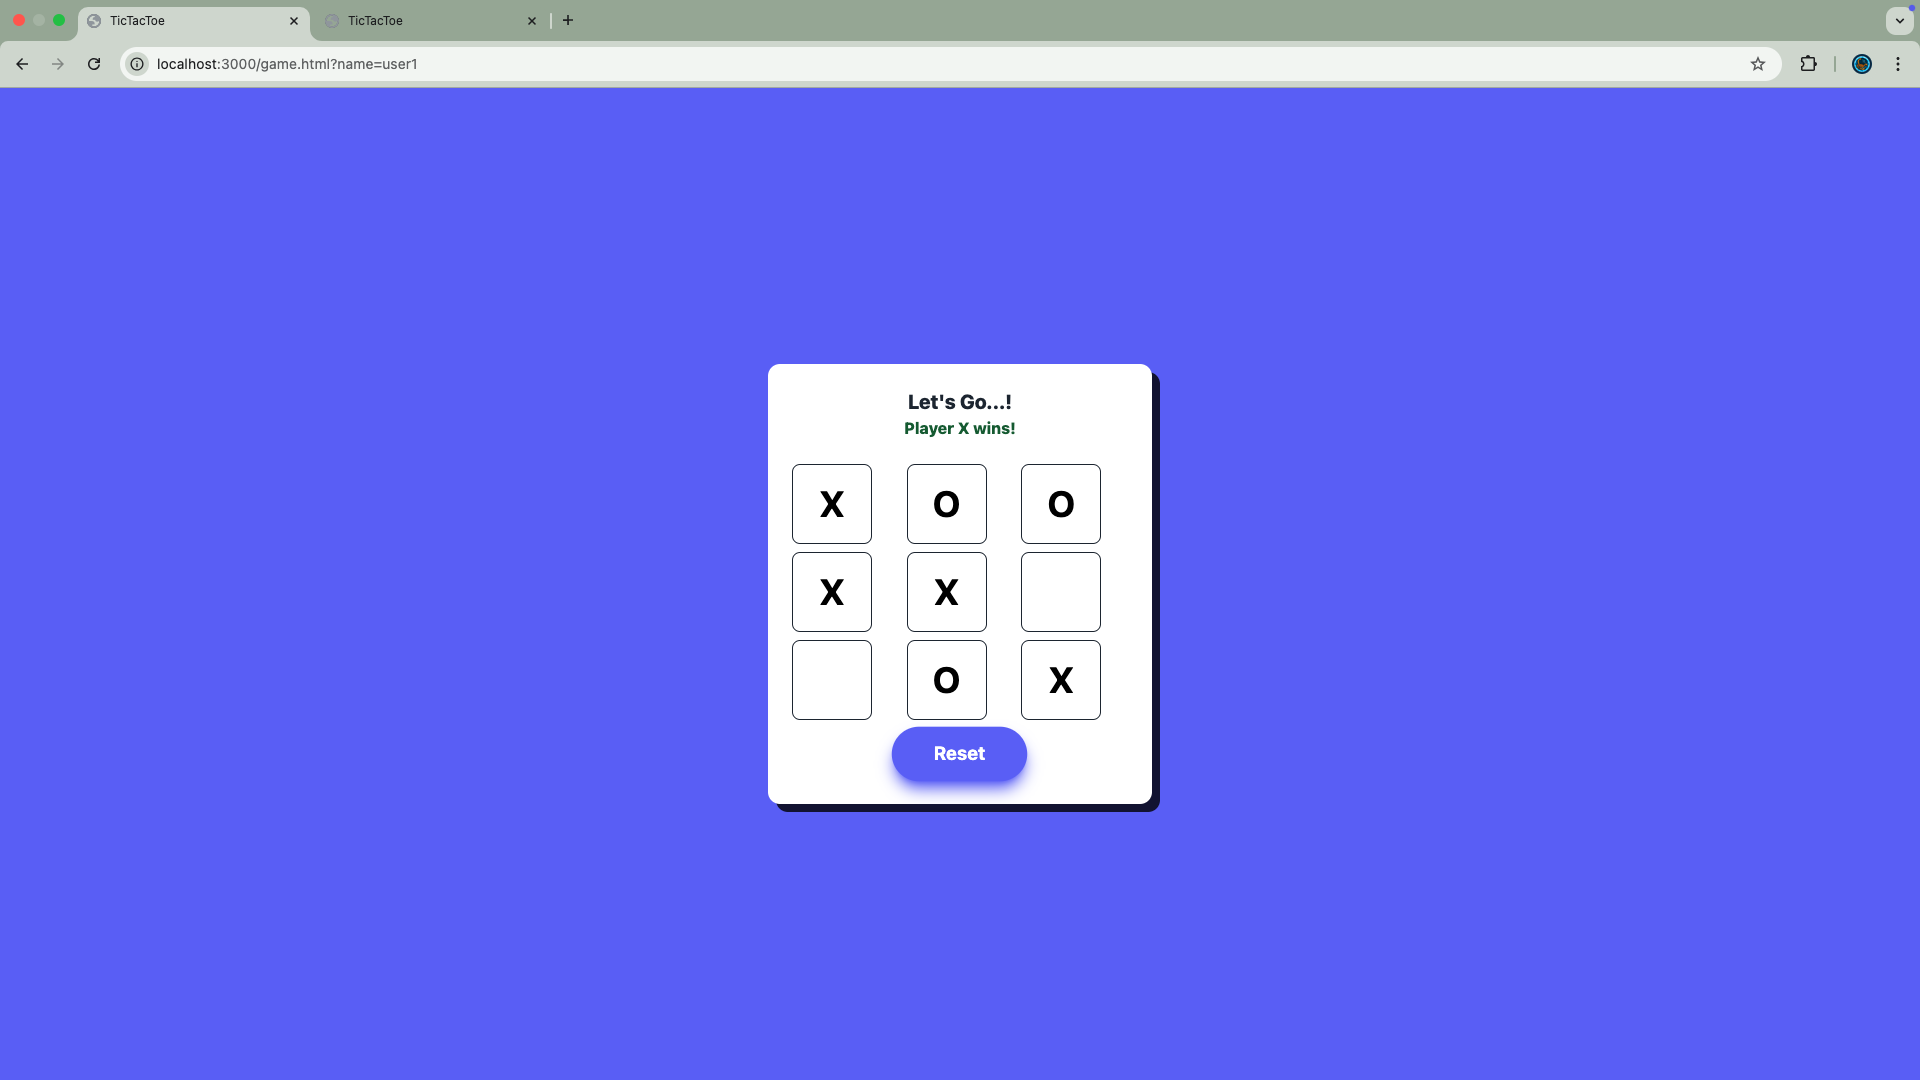 TicTacToe
TicTacToe
localhost:3000/game.html?name=user1
Let's Go...!
Player X wins!
X O O
X X
O X
Reset